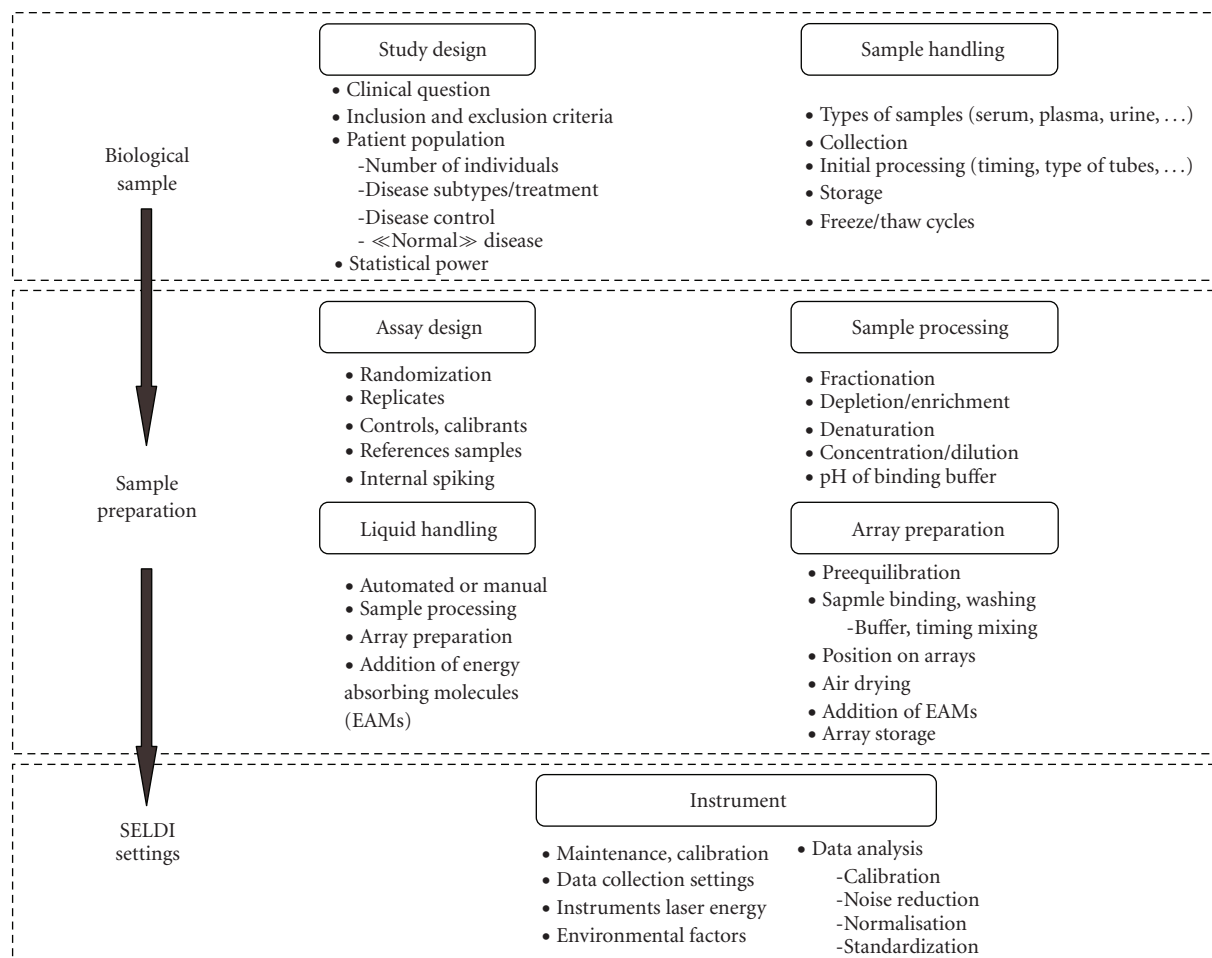 Biological
sample
Study design
• Clinical question
• Inclusion and exclusion criteria
• Patient population
-Number of individuals
-Disease subtypes/treatment
-Disease control
- ≪Normal≫ disease
• Statistical power
Sample handling
• Types of samples (serum, plasma, urine, . . .)
• Collection
• Initial processing (timing, type of tubes, . . .)
• Storage
• Freeze/thaw cycles
Sample
preparation
Assay design
• Randomization
• Replicates
• Controls, calibrants
• References samples
• Internal spiking
Sample processing
• Fractionation
• Depletion/enrichment
• Denaturation
• Concentration/dilution
• pH of binding buffer
Liquid handling
• Automated or manual
• Sample processing
• Array preparation
• Addition of energy
absorbing molecules
(EAMs)
Array preparation
• Preequilibration
• Sapmle binding, washing
-Buffer, timing mixing
• Position on arrays
• Air drying
• Addition of EAMs
• Array storage
SELDI
settings
Instrument
• Maintenance, calibration
• Data collection settings
• Instruments laser energy
• Environmental factors
• Data analysis
-Calibration
-Noise reduction
-Normalisation
-Standardization